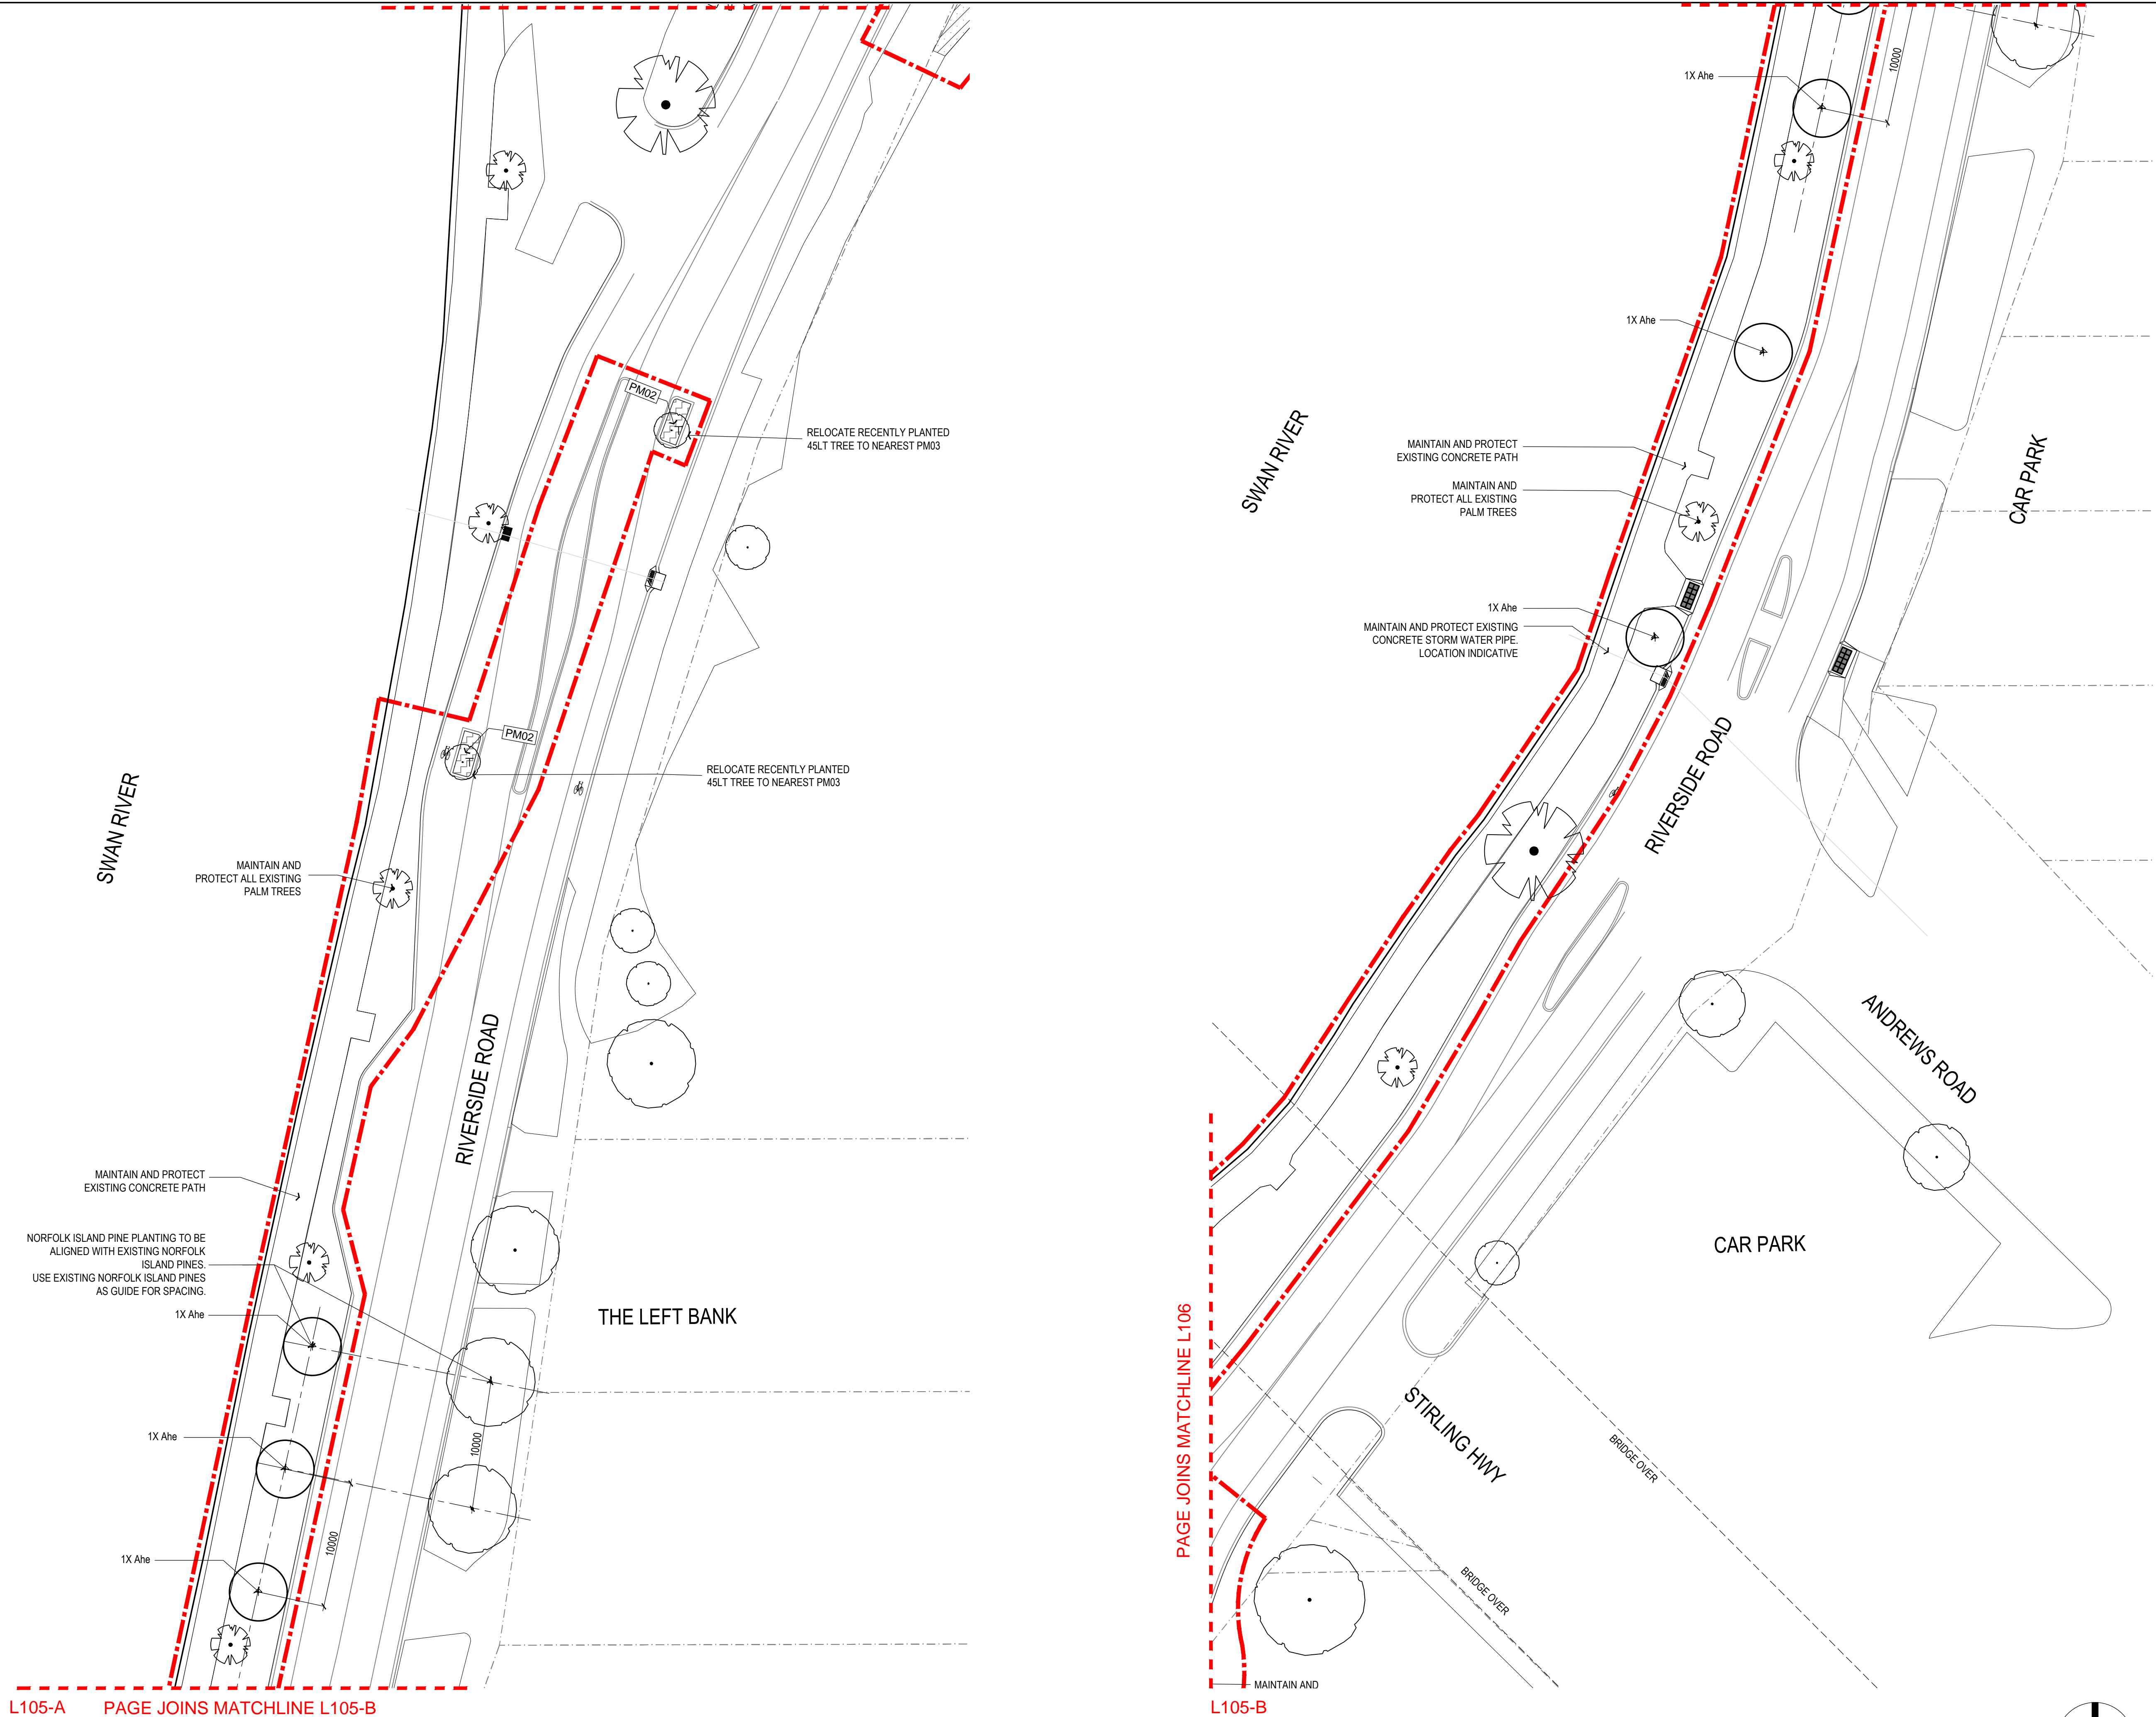 PM02
RELOCATE RECENTLY PLANTED
45LT TREE TO NEAREST PM03
PM02
RELOCATE RECENTLY PLANTED
45LT TREE TO NEAREST PM03
SWAN RIVER
MAINTAIN AND
PROTECT ALL EXISTING
PALM TREES
RIVERSIDE ROAD
MAINTAIN AND PROTECT
EXISTING CONCRETE PATH
NORFOLK ISLAND PINE PLANTING TO BE
ALIGNED WITH EXISTING NORFOLK
ISLAND PINES.
USE EXISTING NORFOLK ISLAND PINES
AS GUIDE FOR SPACING.
1X Ahe
THE LEFT BANK
1X Ahe
10000
10000
1X Ahe
L105-A
PAGE JOINS MATCHLINE L105-B
1X Ahe
10000
1X Ahe
SWAN RIVER
MAINTAIN AND PROTECT
EXISTING CONCRETE PATH
MAINTAIN AND
PROTECT ALL EXISTING
PALM TREES
CAR PARK
1X Ahe
MAINTAIN AND PROTECT EXISTING
CONCRETE STORM WATER PIPE.
LOCATION INDICATIVE
RIVERSIDE ROAD
ANDREWS ROAD
CAR PARK
PAGE JOINS MATCHLINE L106
STIRLING HWY
BRIDGE OVER
BRIDGE OVER
MAINTAIN AND
L105-B